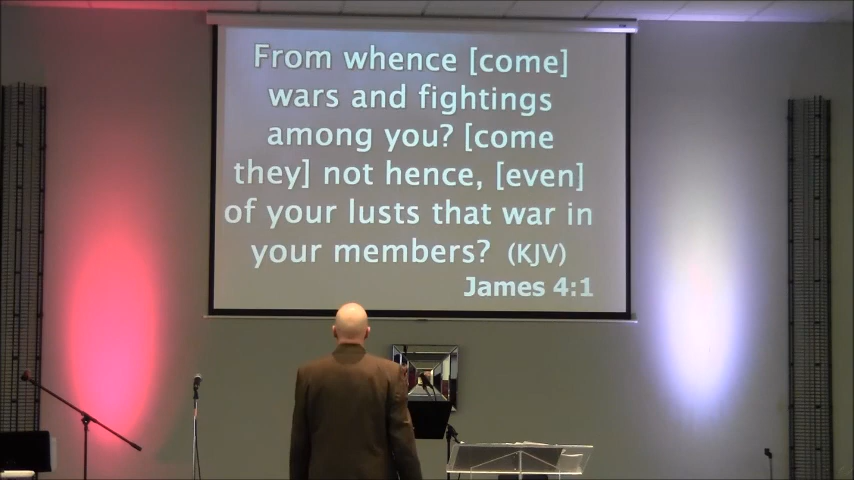 From whence [come]
wars and fightings
among you? [come
they] not hence, [even]
of your lusts that war in
your members? (KJV)
James 4:1